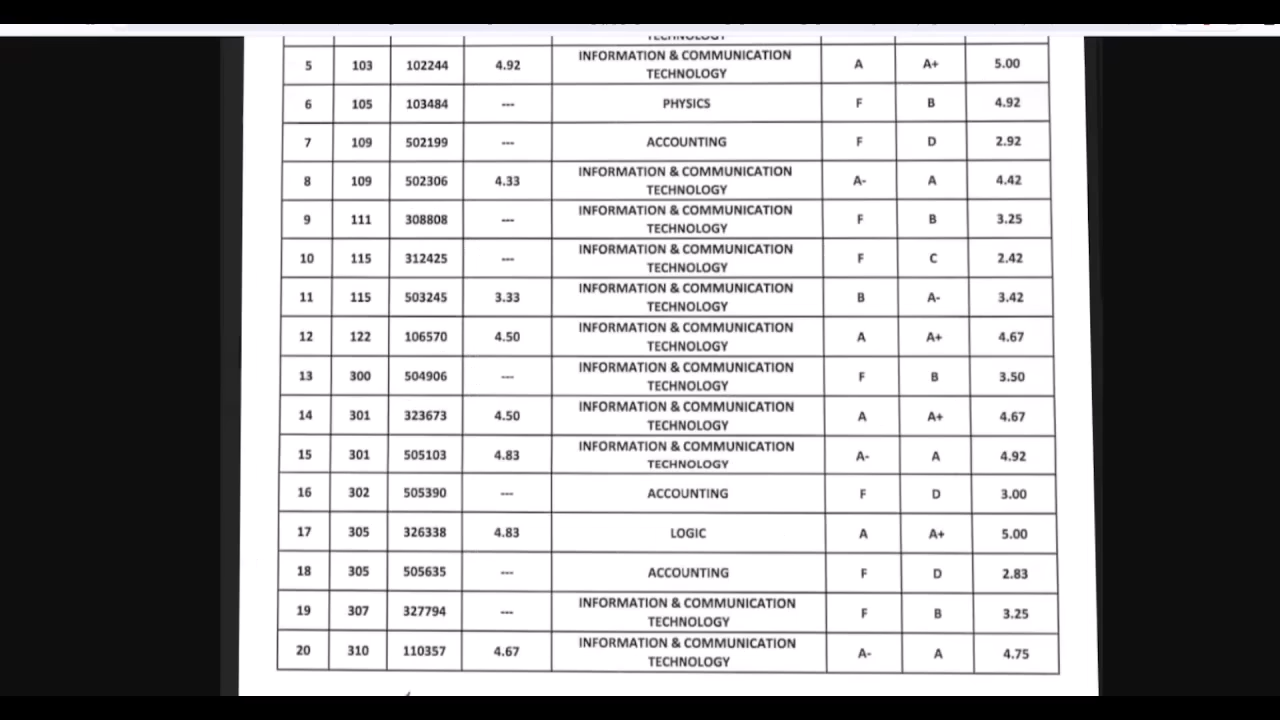 TECHNOLOGY
5 103 102244 4.92 INFORMATION & COMMUNICATION TECHNOLOGY A A+ 5.00
6 105 103484 --- PHYSICS F B 4.92
7 109 502199 --- ACCOUNTING F D 2.92
8 109 502306 4.33 INFORMATION & COMMUNICATION TECHNOLOGY A- A 4.42
9 111 308808 --- INFORMATION & COMMUNICATION TECHNOLOGY F B 3.25
10 115 312425 --- INFORMATION & COMMUNICATION TECHNOLOGY F C 2.42
11 115 503245 3.33 INFORMATION & COMMUNICATION TECHNOLOGY B A- 3.42
12 122 106570 4.50 INFORMATION & COMMUNICATION TECHNOLOGY A A+ 4.67
13 300 504906 --- INFORMATION & COMMUNICATION TECHNOLOGY F B 3.50
14 301 323673 4.50 INFORMATION & COMMUNICATION TECHNOLOGY A A+ 4.67
15 301 505103 4.83 INFORMATION & COMMUNICATION TECHNOLOGY A- A 4.92
16 302 505390 --- ACCOUNTING F D 3.00
17 305 326338 4.83 LOGIC A A+ 5.00
18 305 505635 --- ACCOUNTING F D 2.83
19 307 327794 --- INFORMATION & COMMUNICATION TECHNOLOGY F B 3.25
20 310 110357 4.67 INFORMATION & COMMUNICATION TECHNOLOGY A- A 4.75